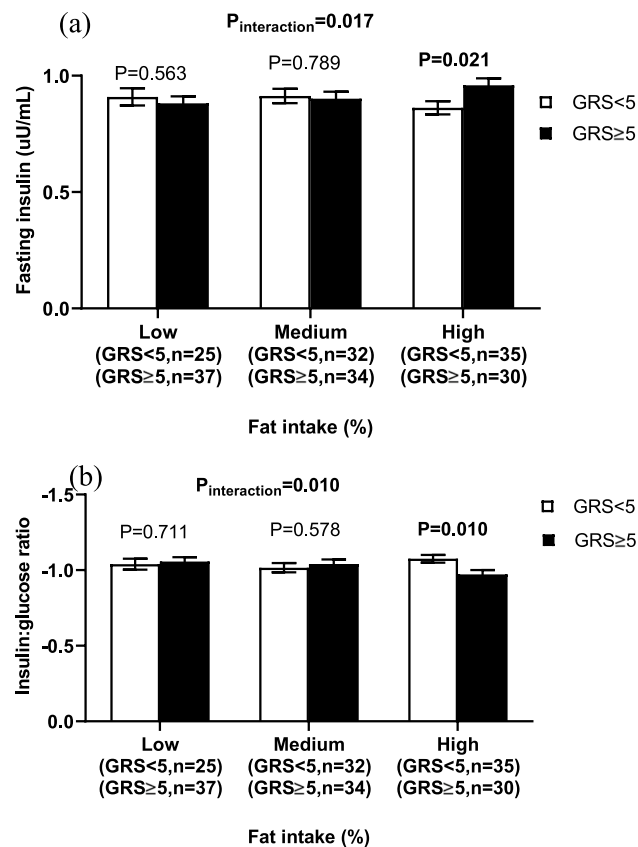 (a)
Pinteraction=0.017
P=0.563
P=0.789
P=0.021
GRS<5
GRS≥5
Fasting insulin (uU/mL)
1.0
0.5
0.0
Low
(GRS<5,n=25)
(GRS≥5,n=37)
Medium
(GRS<5,n=32)
(GRS≥5,n=34)
High
(GRS<5,n=35)
(GRS≥5,n=30)
Fat intake (%)
(b)
Pinteraction=0.010
P=0.711
P=0.578
P=0.010
GRS<5
GRS≥5
Insulin:glucose ratio
-1.5
-1.0
-0.5
0.0
Low
(GRS<5,n=25)
(GRS≥5,n=37)
Medium
(GRS<5,n=32)
(GRS≥5,n=34)
High
(GRS<5,n=35)
(GRS≥5,n=30)
Fat intake (%)